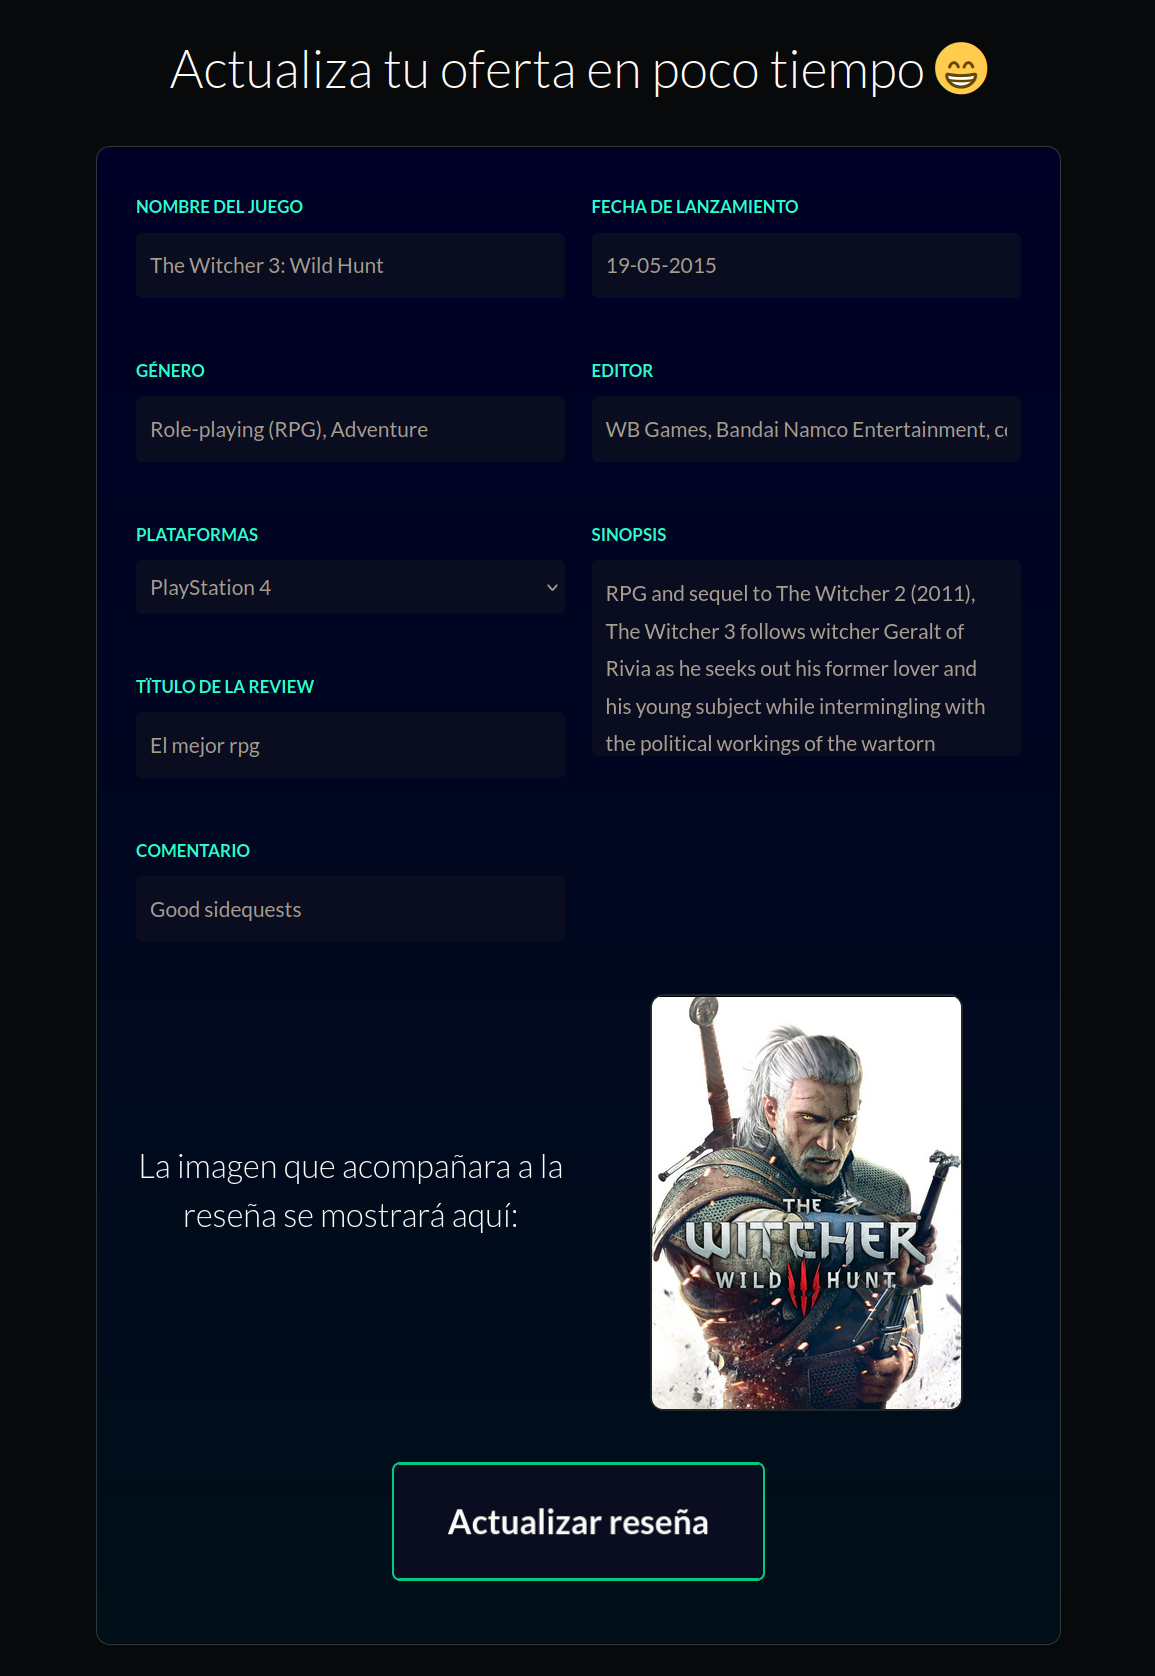 Actualiza tu oferta en poco tiempo 😁
NOMBRE DEL JUEGO
The Witcher 3: Wild Hunt
FECHA DE LANZAMIENTO
19-05-2015
GÉNERO
Role-playing (RPG), Adventure
EDITOR
WB Games, Bandai Namco Entertainment,
PLATAFORMAS
PlayStation 4
SINOPSIS
RPG and sequel to The Witcher 2 (2011),
The Witcher 3 follows witcher Geralt of
Rivia as he seeks out his former lover and
his young subject while intermingling with
the political workings of the wartorn
TÏTULO DE LA REVIEW
El mejor rpg
COMENTARIO
Good sidequests
La imagen que acompañara a la
reseña se mostrará aquí:
THE
WITCHER
WILD III HUNT
Actualizar reseña